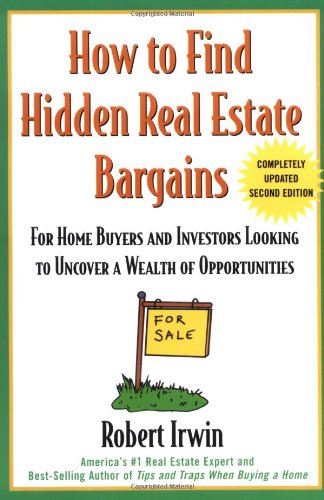 How to Find
Hidden Real Estate
Bargains
COMPLETELY
UPDATED
SECOND EDITION
FOR HOME BUYERS AND INVESTORS LOOKING
TO UNCOVER A WEALTH OF OPPORTUNITIES
FOR
SALE
Robert Irwin
America's #1 Real Estate Expert and
Best-Selling Author of Tips and Traps When Buying a Home